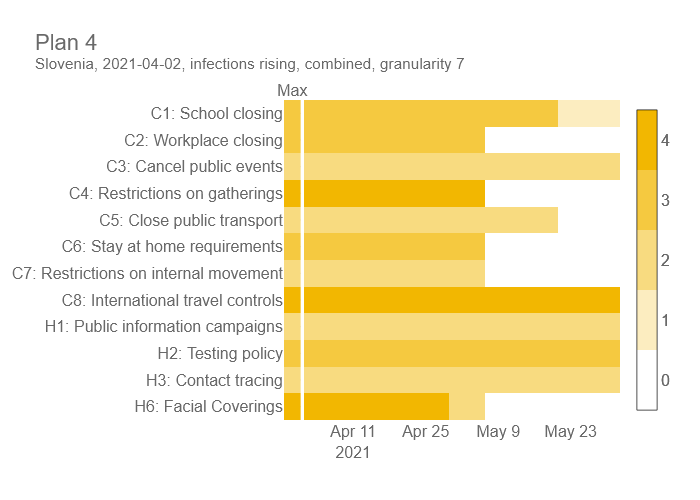 Plan 4
Slovenia, 2021-04-02, infections rising, combined, granularity 7
Max
C1: School closing
C2: Workplace closing
C3: Cancel public events
C4: Restrictions on gatherings
C5: Close public transport
C6: Stay at home requirements
C7: Restrictions on internal movement
C8: International travel controls
H1: Public information campaigns
H2: Testing policy
H3: Contact tracing
H6: Facial Coverings
4
3
2
1
0
Apr 11 Apr 25 May 9 May 23
2021